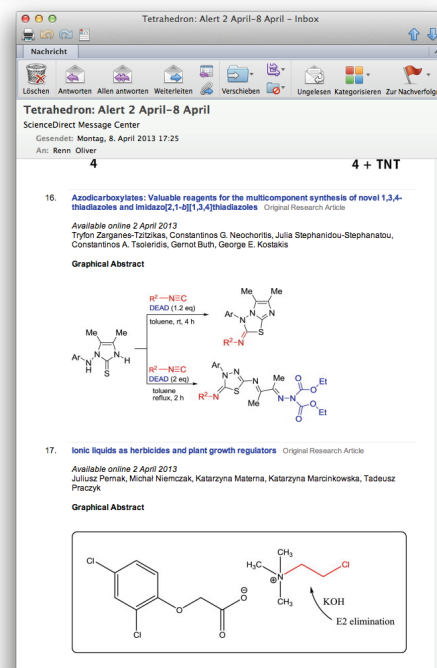 Tetrahedron: Alert 2 April–8 April – Inbox
Nachricht
Löschen Antworten Allen antworten Weiterleiten Verschieben Ungelesen Kategorisieren Zur Nachverfolg
Tetrahedron: Alert 2 April–8 April
ScienceDirect Message Center
Gesendet: Montag, 8. April 2013 17:25
An: Renn Oliver
4 4 + TNT
16. Azodicarboxylates: Valuable reagents for the multicomponent synthesis of novel 1,3,4-
thiadiazoles and imidazo[2,1-b][1,3,4]thiadiazoles Original Research Article
Available online 2 April 2013
Tryfon Zarganes-Tzitzikas, Constantinos G. Neochoritis, Julia Stephanidou-Stephanatou,
Constantinos A. Tsoleridis, Gernot Buth, George E. Kostakis
Graphical Abstract
Me Me
Ar N N H
N
H S
R²–N≡C
DEAD (1.2 eq)
toluene, rt, 4 h
Me Me
Ar N N N
R²–N S
R²–N≡C
DEAD (2 eq)
toluene
reflux, 2 h
Ar N–N N Me O O Et
R²–N S Me N–N O Et
O
17. Ionic liquids as herbicides and plant growth regulators Original Research Article
Available online 2 April 2013
Juliusz Pernak, Michał Niemczak, Katarzyna Materna, Katarzyna Marcinkowska, Tadeusz
Praczyk
Graphical Abstract
Cl
Cl
O
O
⊖
O
CH₃
H₃C N Cl
⊕
CH₃
KOH
E2 elimination